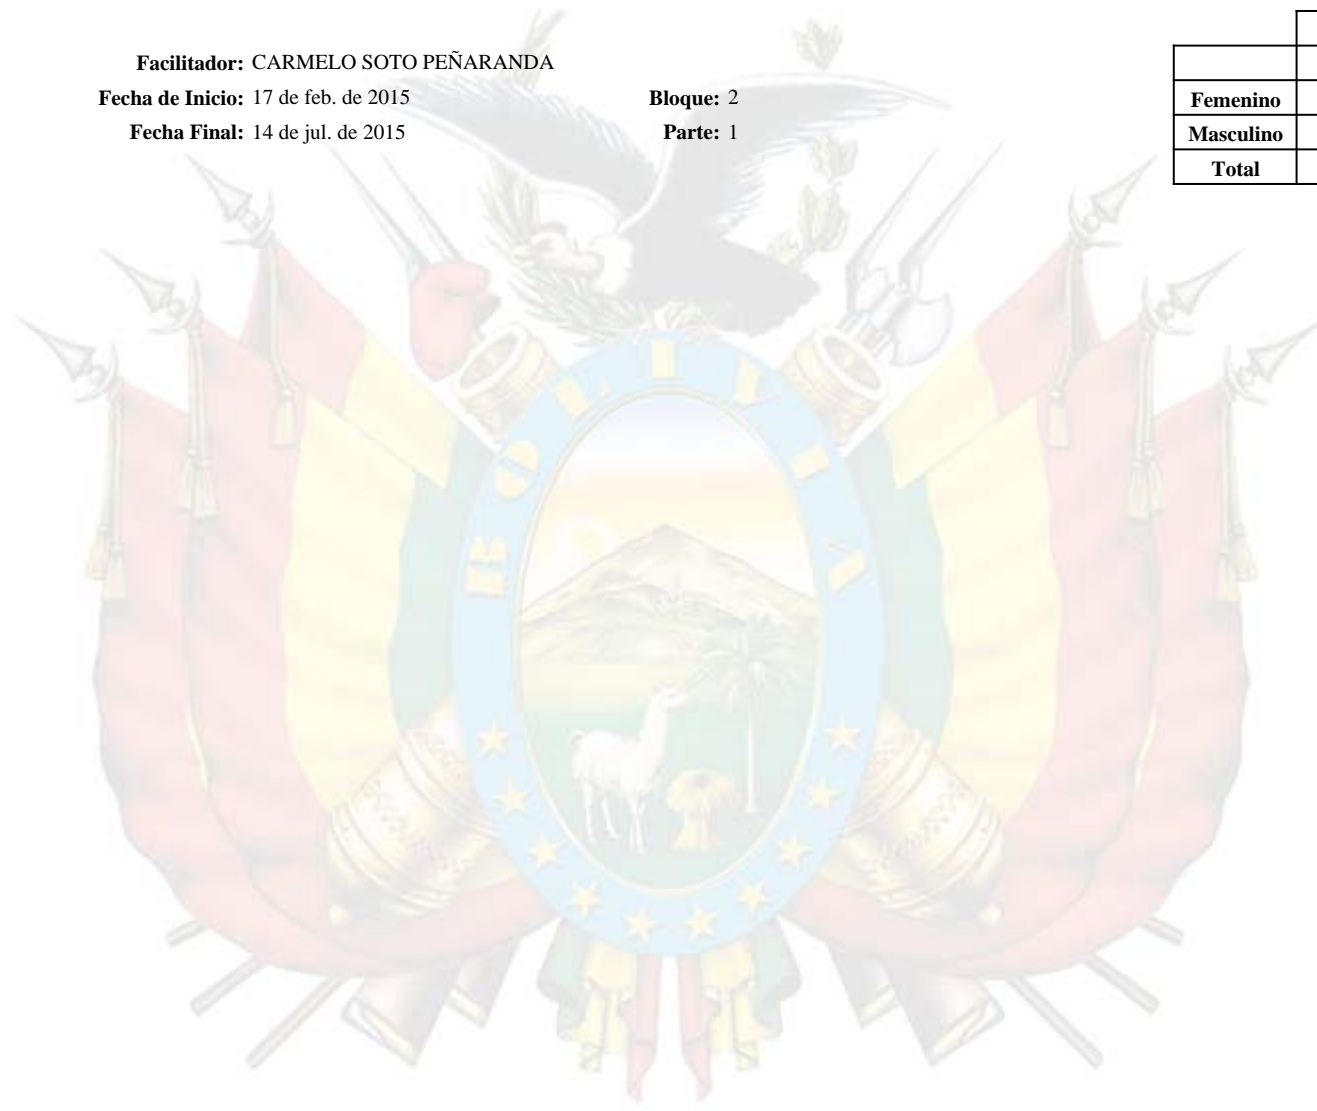 Facilitador: CARMELO SOTO PEÑARANDA
Fecha de Inicio: 17 de feb. de 2015 Bloque: 2
Fecha Final: 14 de jul. de 2015 Parte: 1
Femenino
Masculino
Total
BOLIVIA